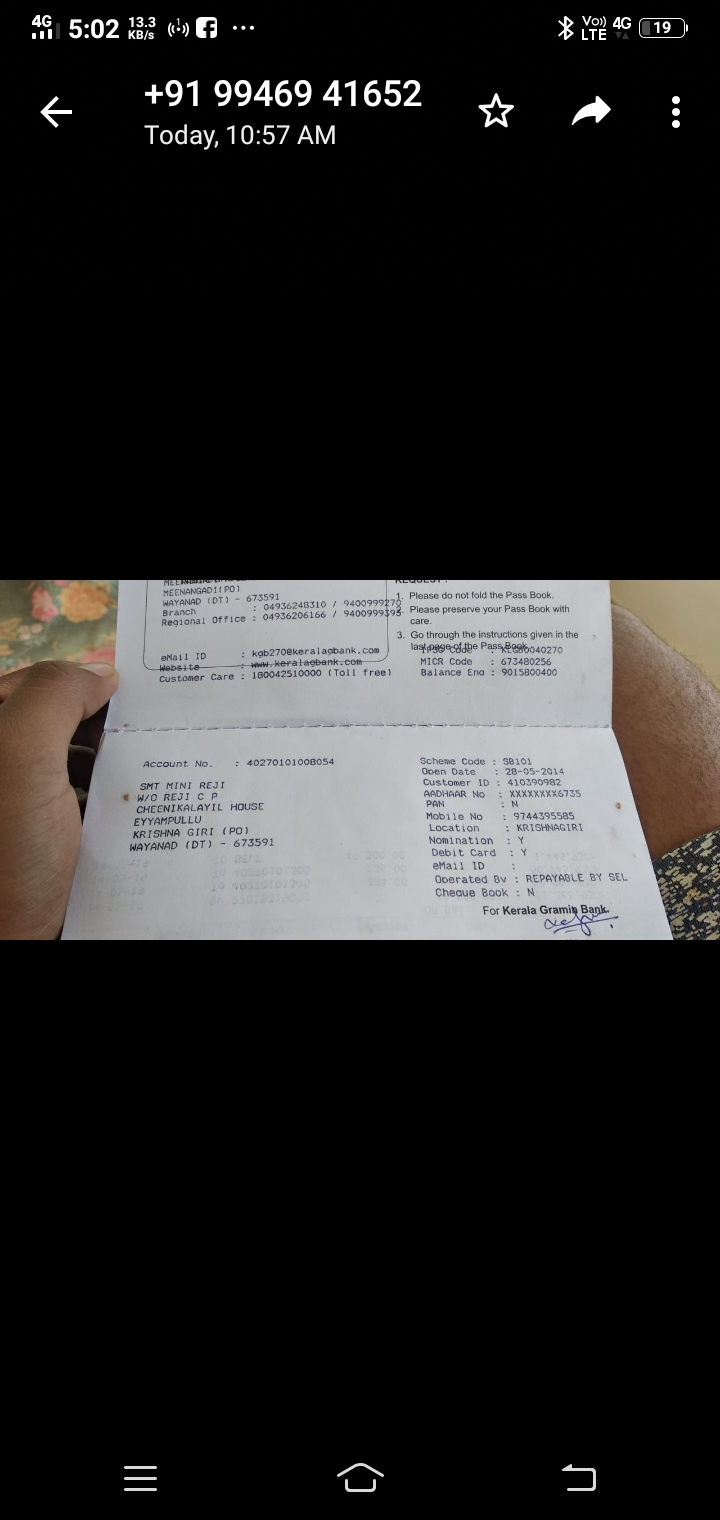 4G 5:02 13.3 KB/s ... Vo)) LTE 4G 19
+91 99469 41652
Today, 10:57 AM
MEENANGADI(PO)
WAYANAD (DT) - 673591
Branch : 04936248310 / 9400999270
Regional Office : 04936206166 / 9400999395
eMail ID : kgb270@keralagbank.com
Website : www.keralagbank.com
Customer Care : 180042510000 (Toll free)
REQUEST :
1. Please do not fold the Pass Book.
2. Please preserve your Pass Book with
care.
3. Go through the instructions given in the
last page of the Pass Book
IFSC Code : KLGB0040270
MICR Code : 673480256
Balance Enq : 9015800400
Account No. : 40270101008054
SMT MINI REJI
W/O REJI C P
CHEENIKALAYIL HOUSE
EYYAMPULLU
KRISHNA GIRI (PO)
WAYANAD (DT) - 673591
Scheme Code : SB101
Open Date : 28-05-2014
Customer ID : 410390982
AADHAAR No : XXXXXXXX6735
PAN : N
Mobile No : 9744395585
Location : KRISHNAGIRI
Nomination : Y
Debit Card : Y
eMail ID :
Operated By : REPAYABLE BY SEL
Cheque Book : N
For Kerala Gramin Bank.